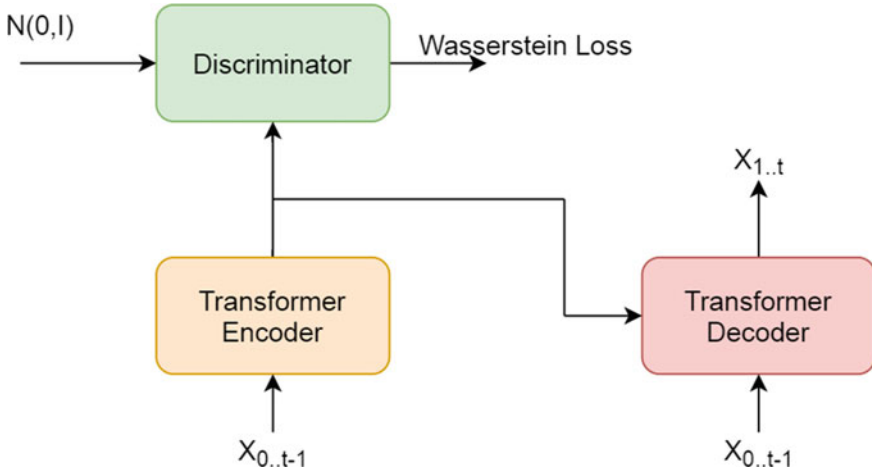 N(0,I)
Discriminator
Wasserstein Loss
X1..t
Transformer
Encoder
Transformer
Decoder
X0..t-1
X0..t-1